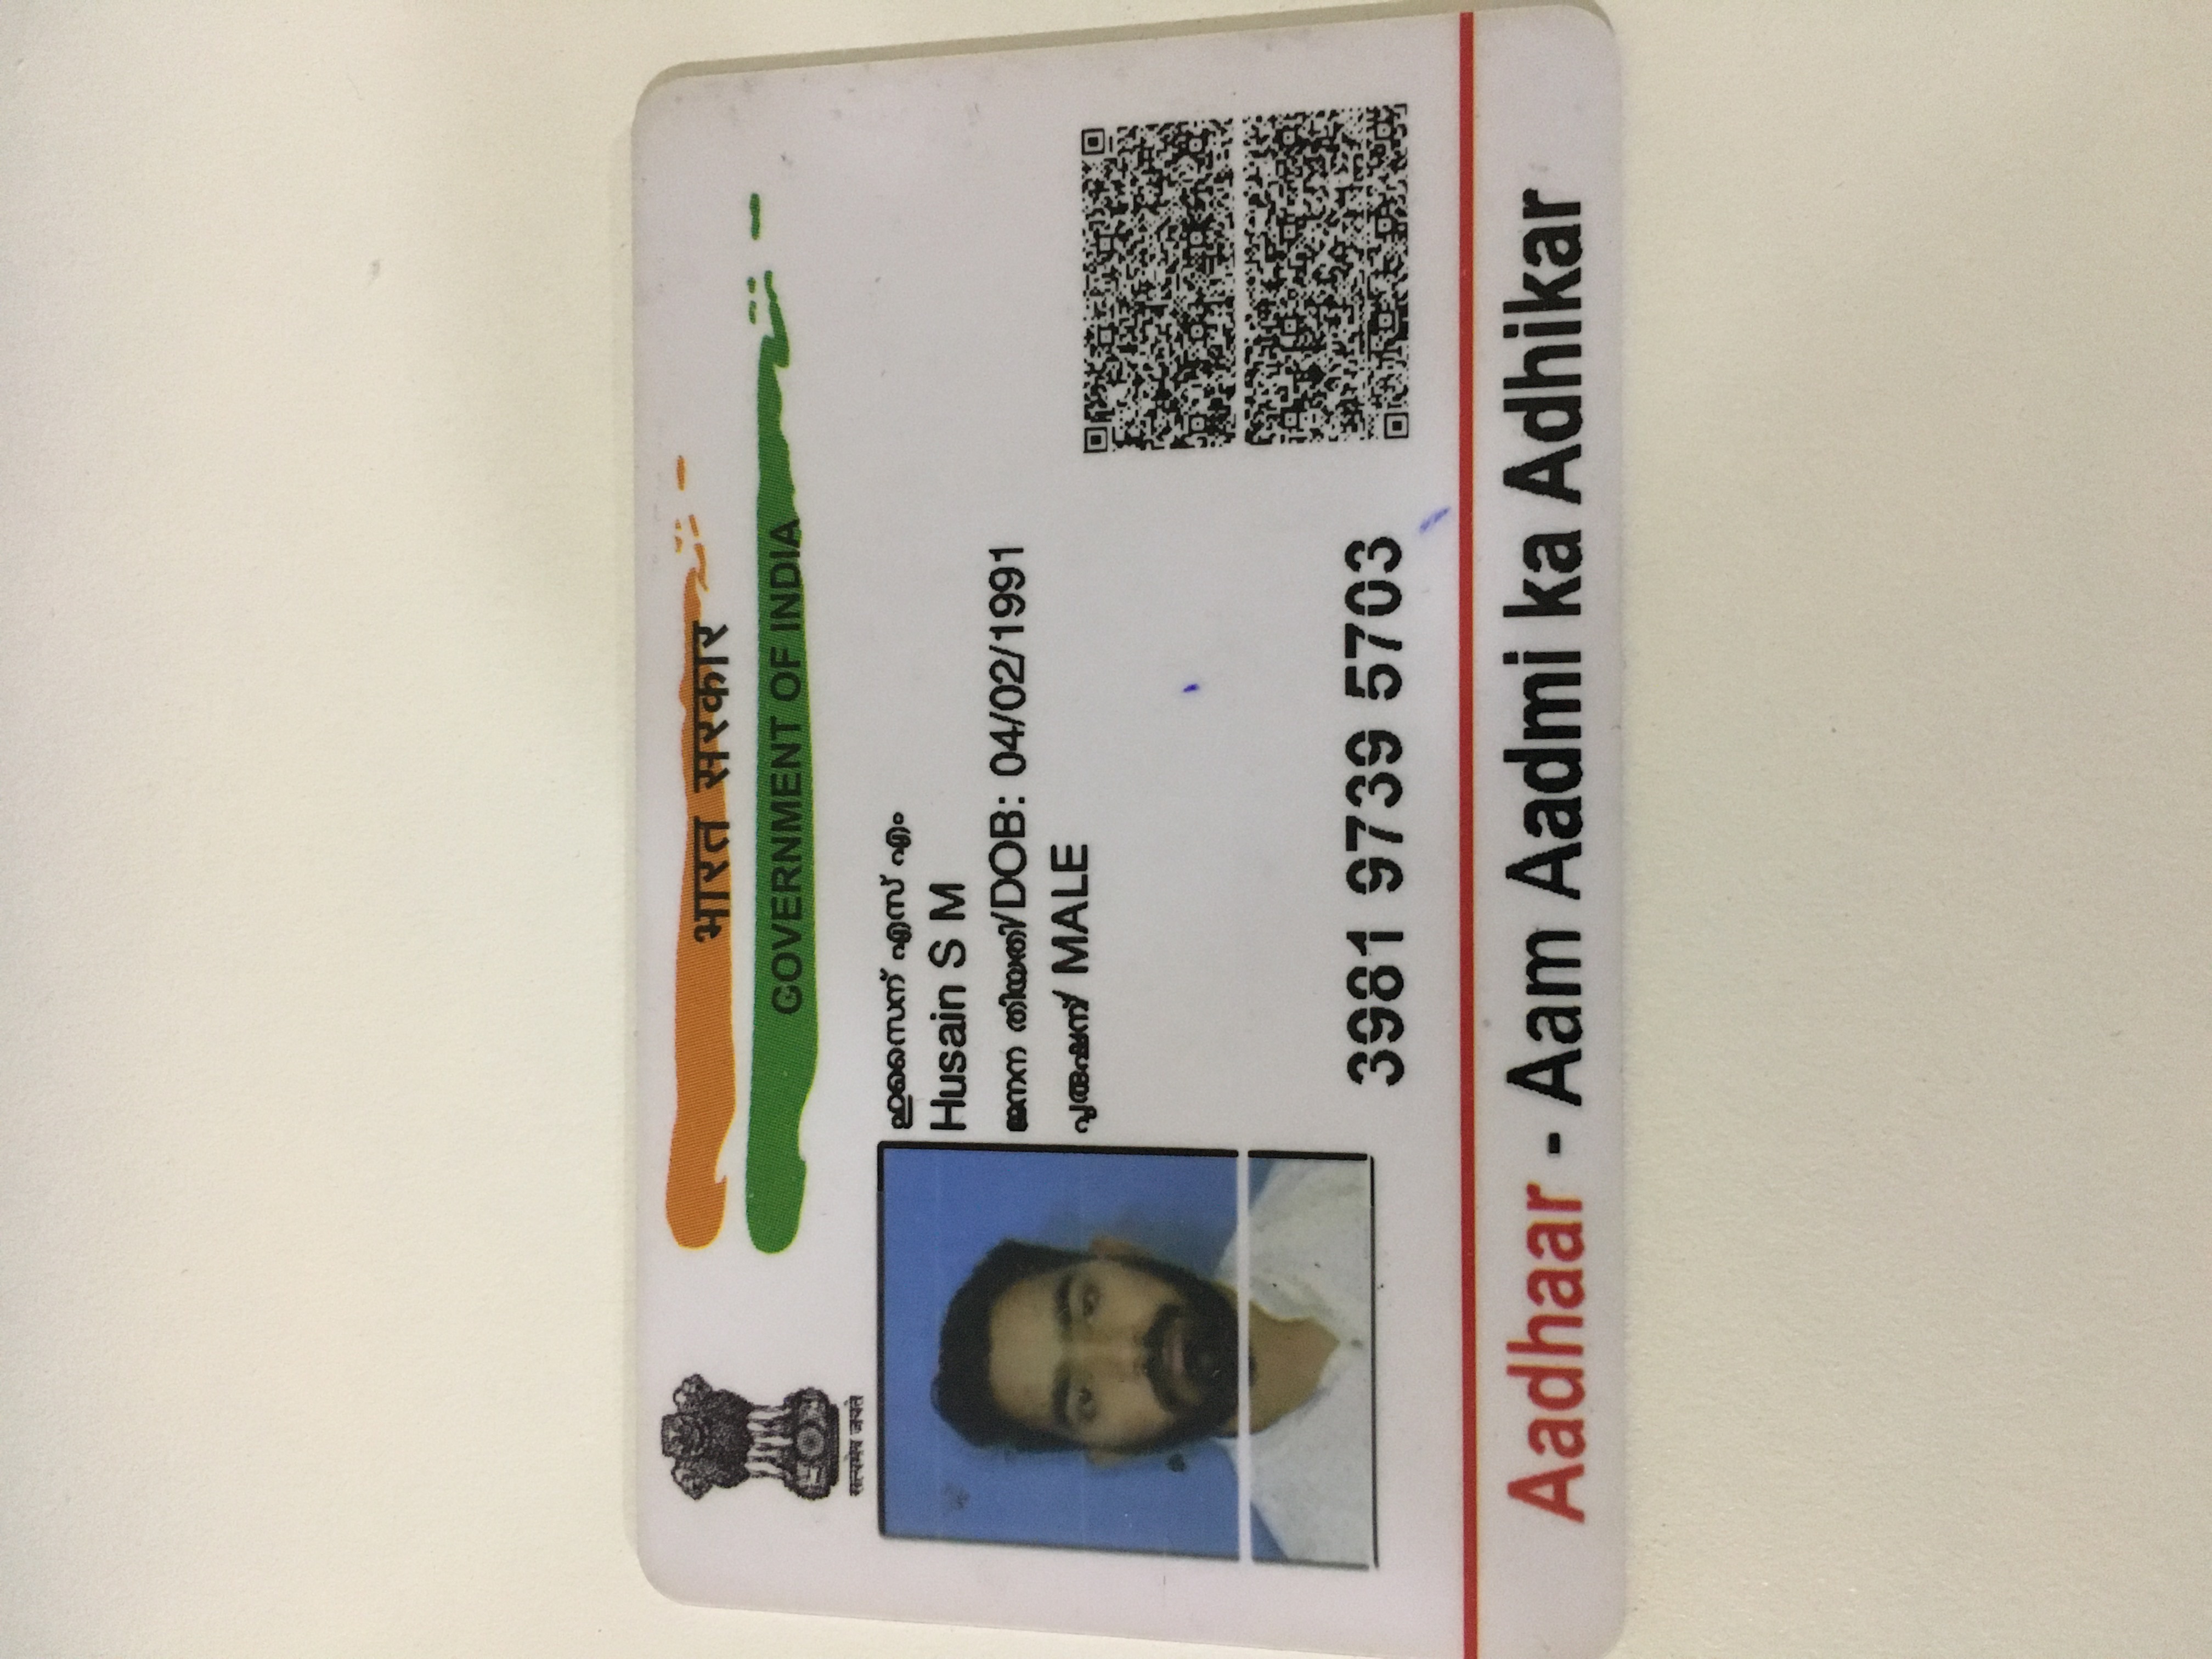 भारत सरकार
GOVERNMENT OF INDIA
सत्यमेव जयते
ഹുസൈന് എസ് എം
Husain S M
ജനന തിയതി/DOB: 04/02/1991
പുരുഷന്/ MALE
3981 9739 5703
Aadhaar - Aam Aadmi ka Adhikar